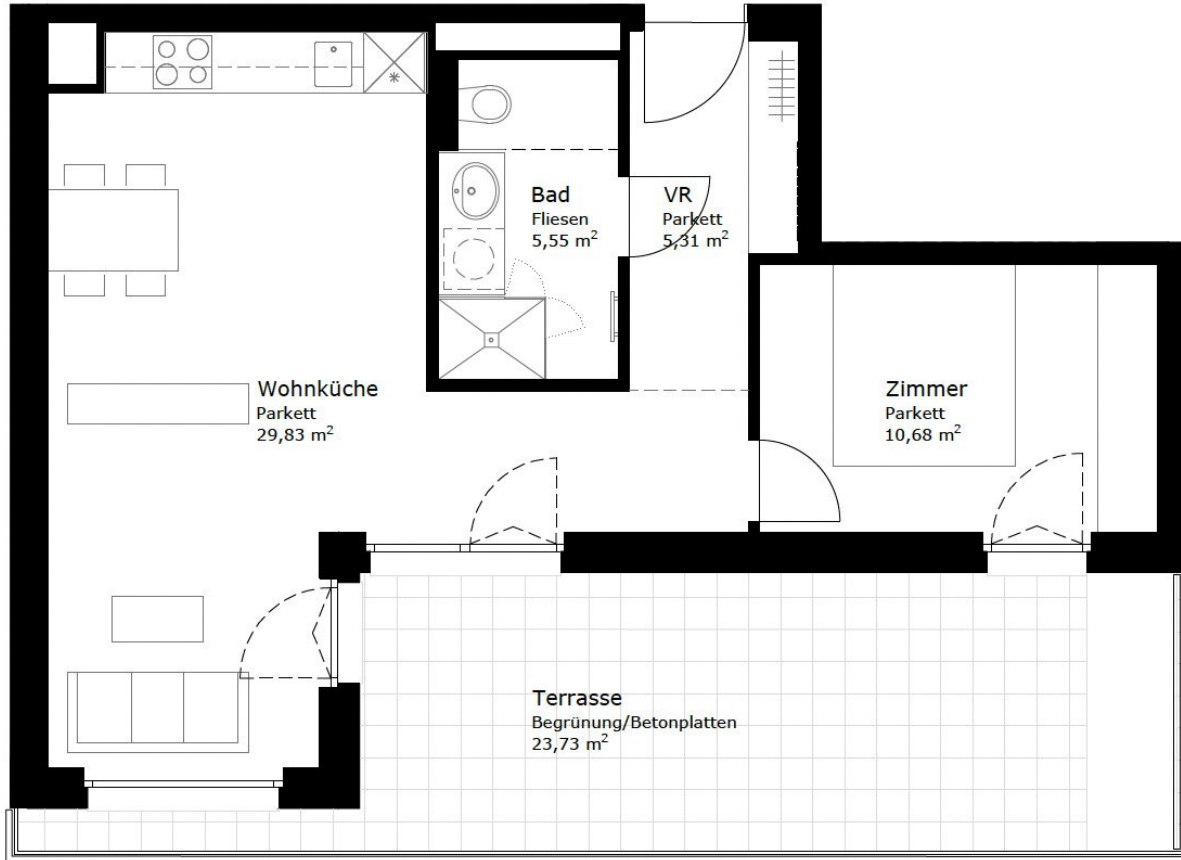 Bad
Fliesen
5,55 m²
VR
Parkett
5,31 m²
Wohnküche
Parkett
29,83 m²
Zimmer
Parkett
10,68 m²
Terrasse
Begrünung/Betonplatten
23,73 m²